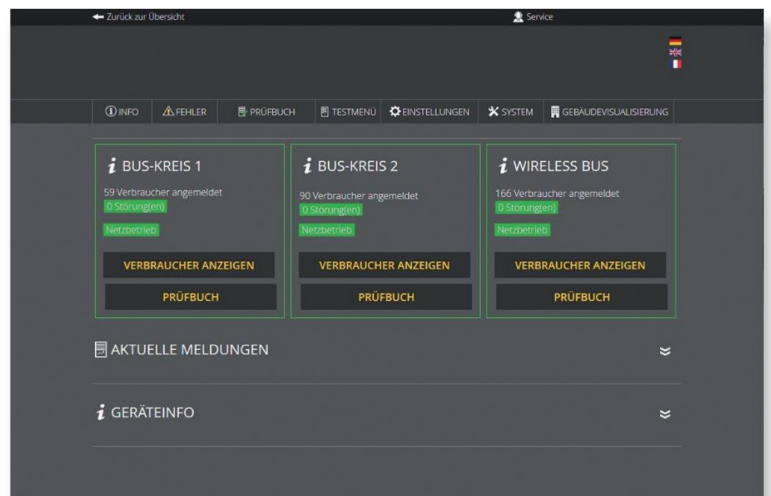 Zurück zur Übersicht
Service
INFO
FEHLER
PRÜFBUCH
TESTMENÜ
EINSTELLUNGEN
SYSTEM
GEBÄUDEVISUALISIERUNG
BUS-KREIS 1
59 Verbraucher angemeldet
0 Störung(en)
Netzbetrieb
VERBRAUCHER ANZEIGEN
PRÜFBUCH
BUS-KREIS 2
90 Verbraucher angemeldet
0 Störung(en)
Netzbetrieb
VERBRAUCHER ANZEIGEN
PRÜFBUCH
WIRELESS BUS
166 Verbraucher angemeldet
0 Störung(en)
Netzbetrieb
VERBRAUCHER ANZEIGEN
PRÜFBUCH
AKTUELLE MELDUNGEN
GERÄTEINFO